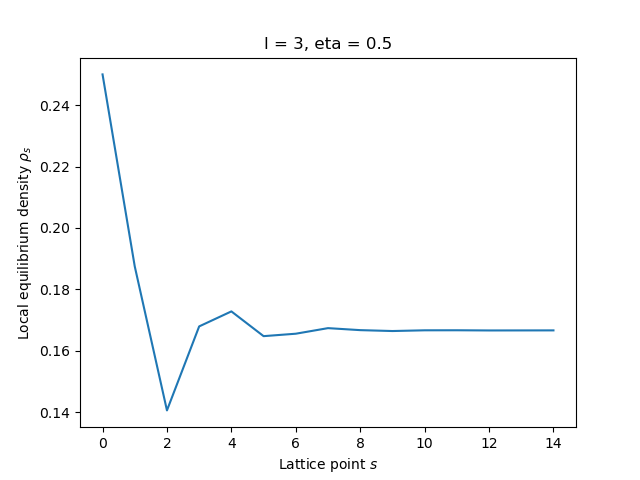 l = 3, eta = 0.5
Local equilibrium density ρₛ
0.24
0.22
0.20
0.18
0.16
0.14
0 2 4 6 8 10 12 14
Lattice point s